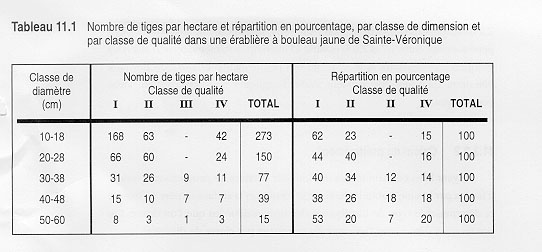 Tableau 11.1 Nombre de tiges par hectare et répartition en pourcentage, par classe de dimension et
par classe de qualité dans une érablière à bouleau jaune de Sainte-Véronique
Classe de diamètre (cm) Nombre de tiges par hectare Répartition en pourcentage
Classe de qualité Classe de qualité
I II III IV TOTAL I II II IV TOTAL
10-18 168 63 - 42 273 62 23 - 15 100
20-28 66 60 - 24 150 44 40 - 16 100
30-38 31 26 9 11 77 40 34 12 14 100
40-48 15 10 7 7 39 38 26 18 18 100
50-60 8 3 1 3 15 53 20 7 20 100